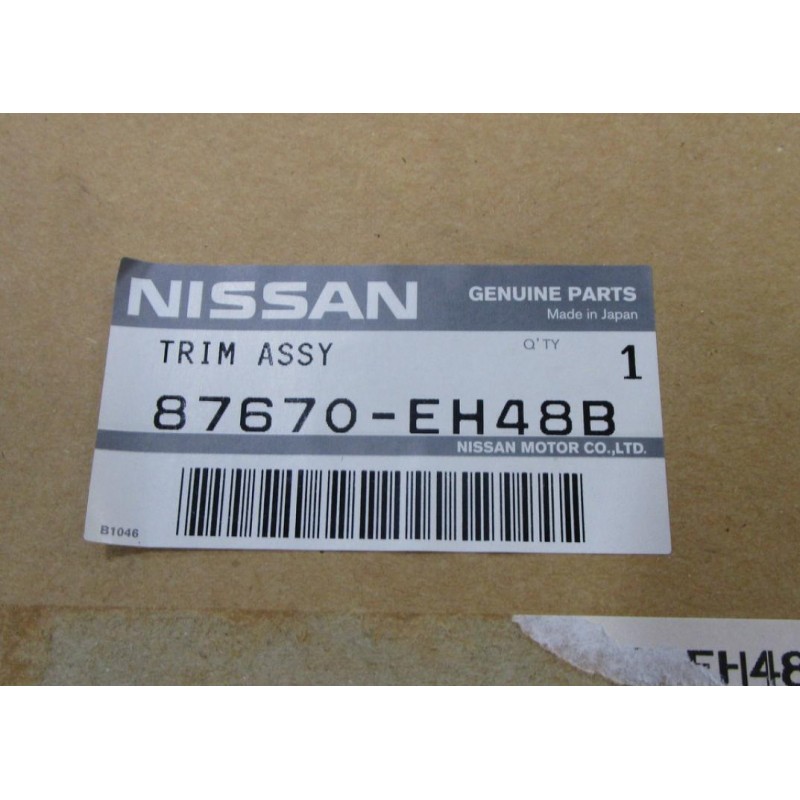 NISSAN GENUINE PARTS
Made in Japan
TRIM ASSY Q'TY 1
87670-EH48B
NISSAN MOTOR CO.,LTD.
B1046
EH48